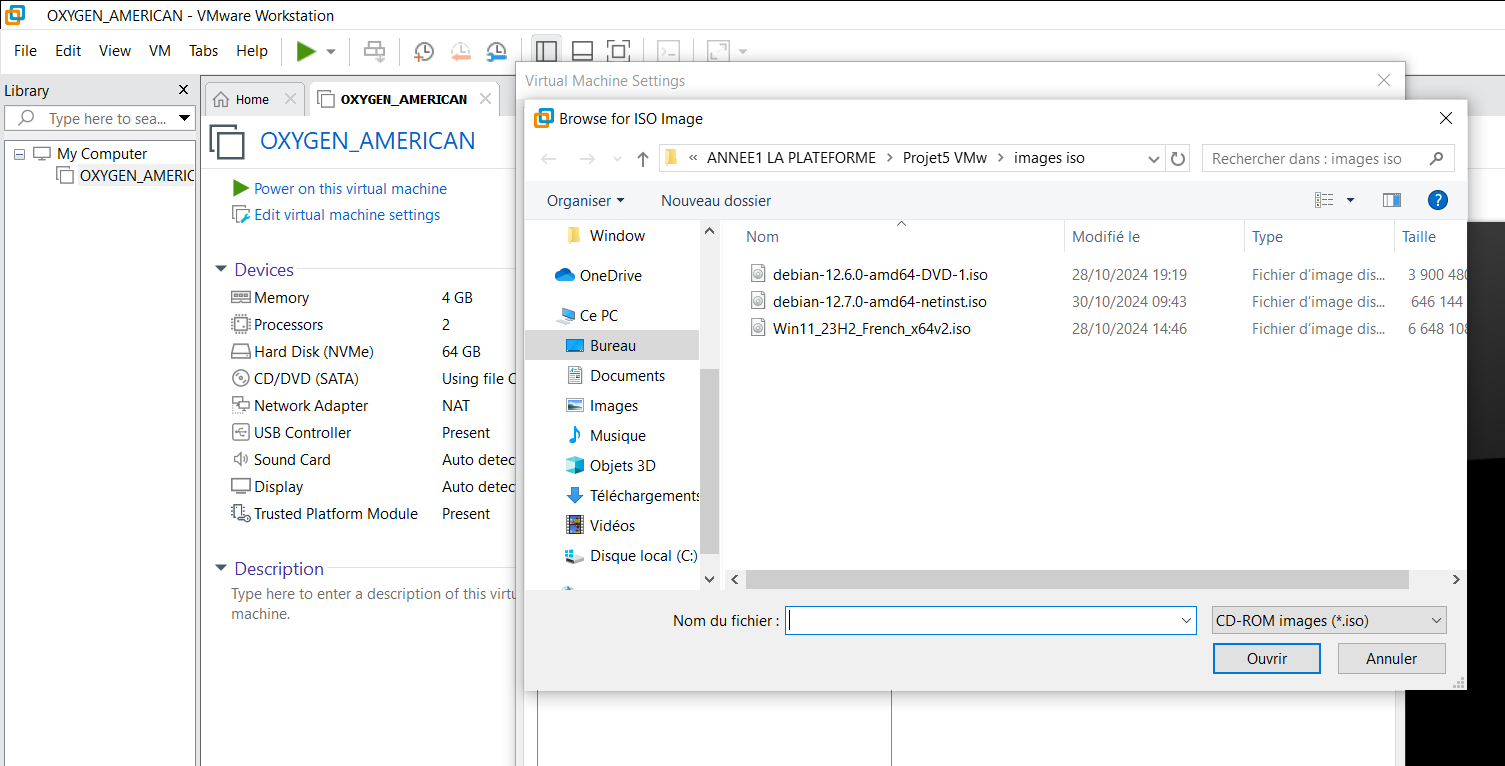 OXYGEN_AMERICAN - VMware Workstation
File Edit View VM Tabs Help
Library
Type here to sea...
My Computer
OXYGEN_AMERIC
Home
OXYGEN_AMERICAN
OXYGEN_AMERICAN
Power on this virtual machine
Edit virtual machine settings
Devices
Memory 4 GB
Processors 2
Hard Disk (NVMe) 64 GB
CD/DVD (SATA) Using file C
Network Adapter NAT
USB Controller Present
Sound Card Auto detec
Display Auto detec
Trusted Platform Module Present
Description
Type here to enter a description of this virtu
machine.
Virtual Machine Settings
Browse for ISO Image
« ANNEE1 LA PLATEFORME > Projet5 VMw > images iso
Rechercher dans : images iso
Organiser Nouveau dossier
?
Window
OneDrive
Ce PC
Bureau
Documents
Images
Musique
Objets 3D
Téléchargements
Vidéos
Disque local (C:)
Nom Modifié le Type Taille
debian-12.6.0-amd64-DVD-1.iso 28/10/2024 19:19 Fichier d'image dis... 3 900 480
debian-12.7.0-amd64-netinst.iso 30/10/2024 09:43 Fichier d'image dis... 646 144
Win11_23H2_French_x64v2.iso 28/10/2024 14:46 Fichier d'image dis... 6 648 108
Nom du fichier :
CD-ROM images (*.iso)
Ouvrir Annuler